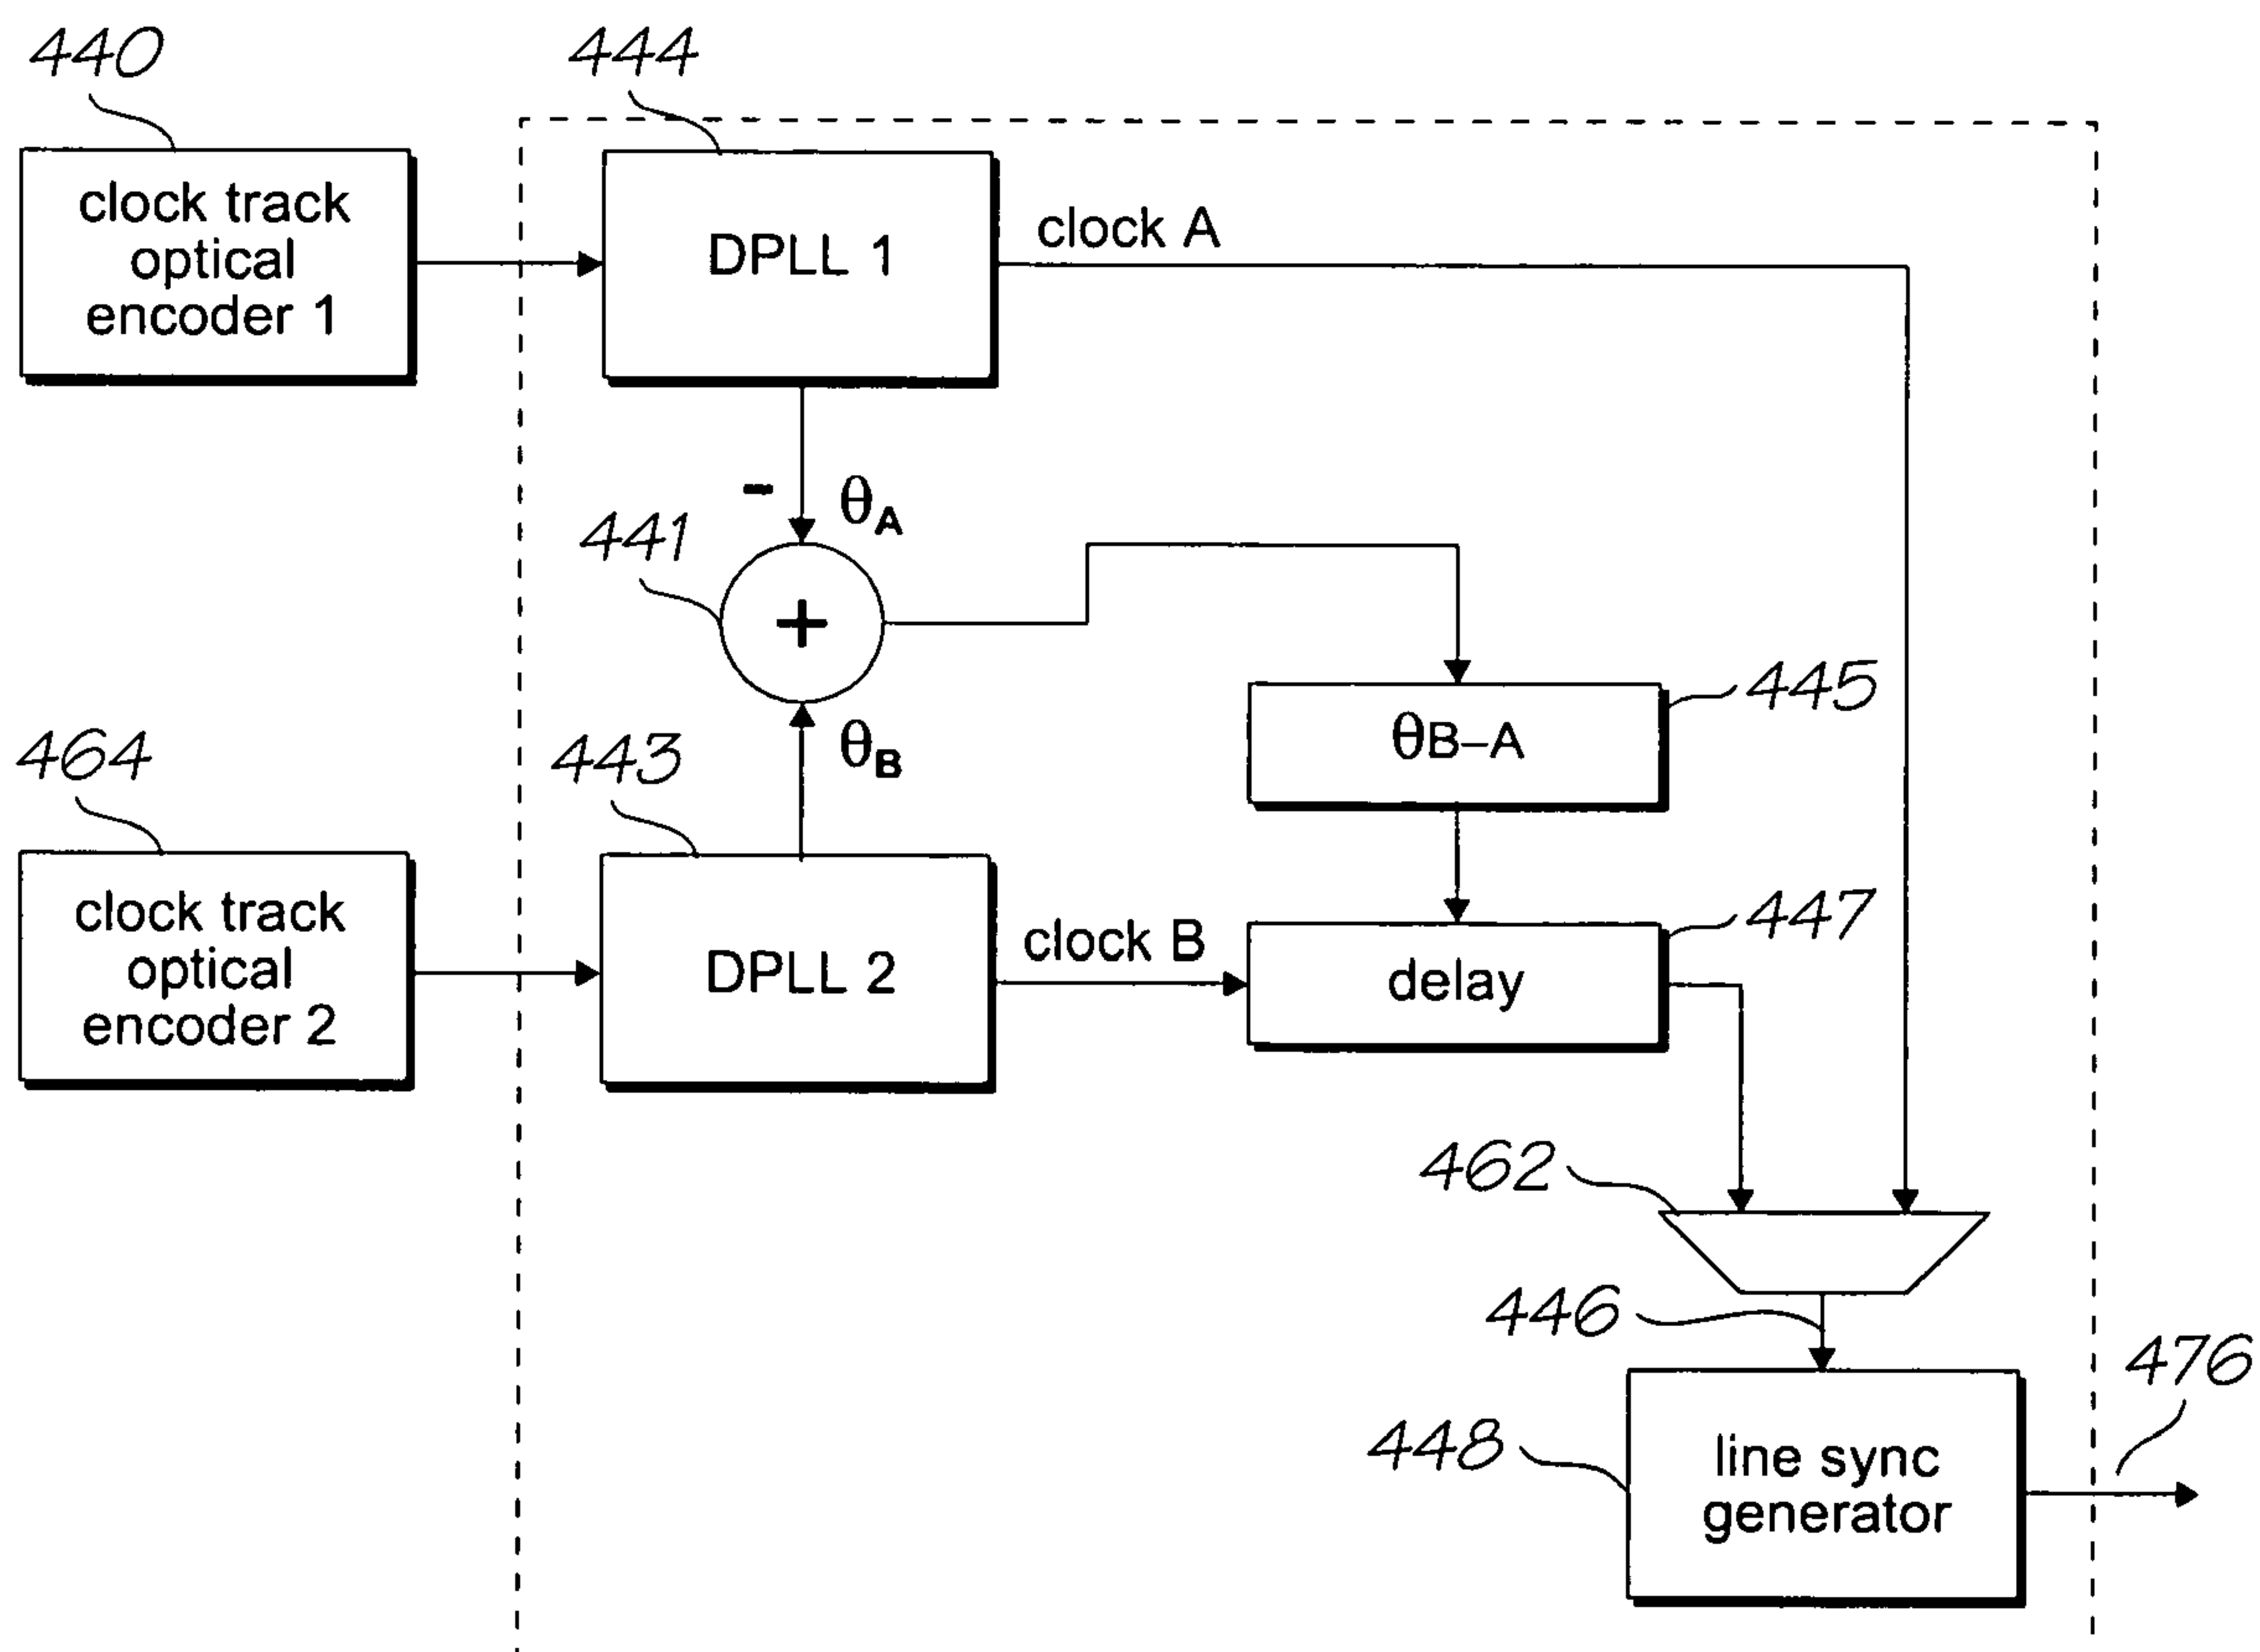 440
444
clock track
optical
encoder 1
DPLL 1
clock A
-
θA
441
+
445
θB–A
464
443
θB
clock track
optical
encoder 2
DPLL 2
clock B
447
delay
462
446
476
448
line sync
generator